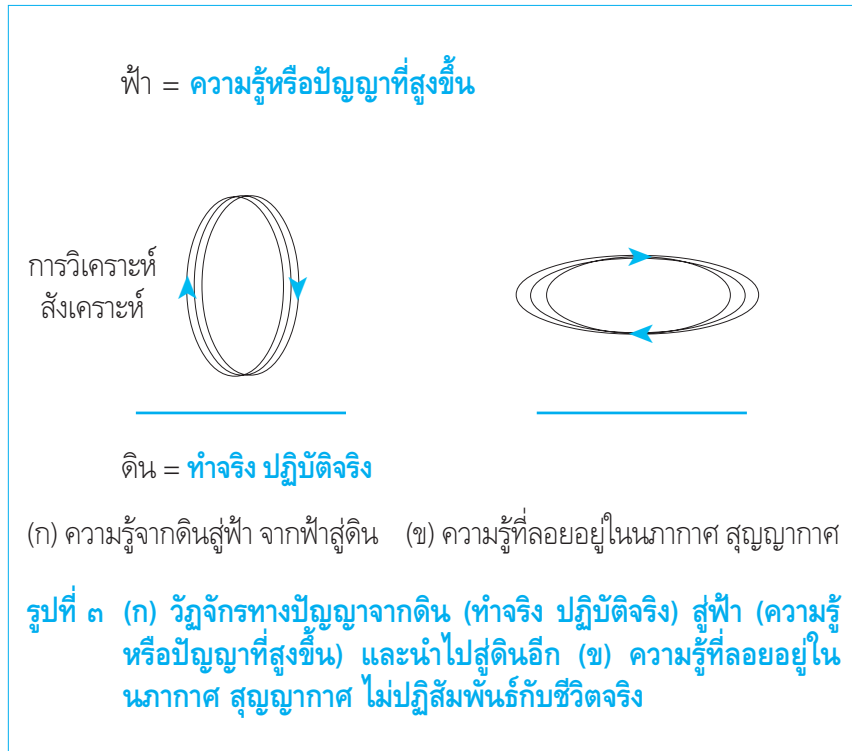 ฟ้า = ความรู้หรือปัญญาที่สูงขึ้น
การวิเคราะห์
สังเคราะห์
ดิน = ทำจริง ปฏิบัติจริง
(ก) ความรู้จากดินสู่ฟ้า จากฟ้าสู่ดิน (ข) ความรู้ที่ลอยอยู่ในนภากาศ สุญญากาศ
รูปที่ ๓ (ก) วัฏจักรทางปัญญาจากดิน (ทำจริง ปฏิบัติจริง) สู่ฟ้า (ความรู้
หรือปัญญาที่สูงขึ้น) และนำไปสู่ดินอีก (ข) ความรู้ที่ลอยอยู่ใน
นภากาศ สุญญากาศ ไม่ปฏิสัมพันธ์กับชีวิตจริง